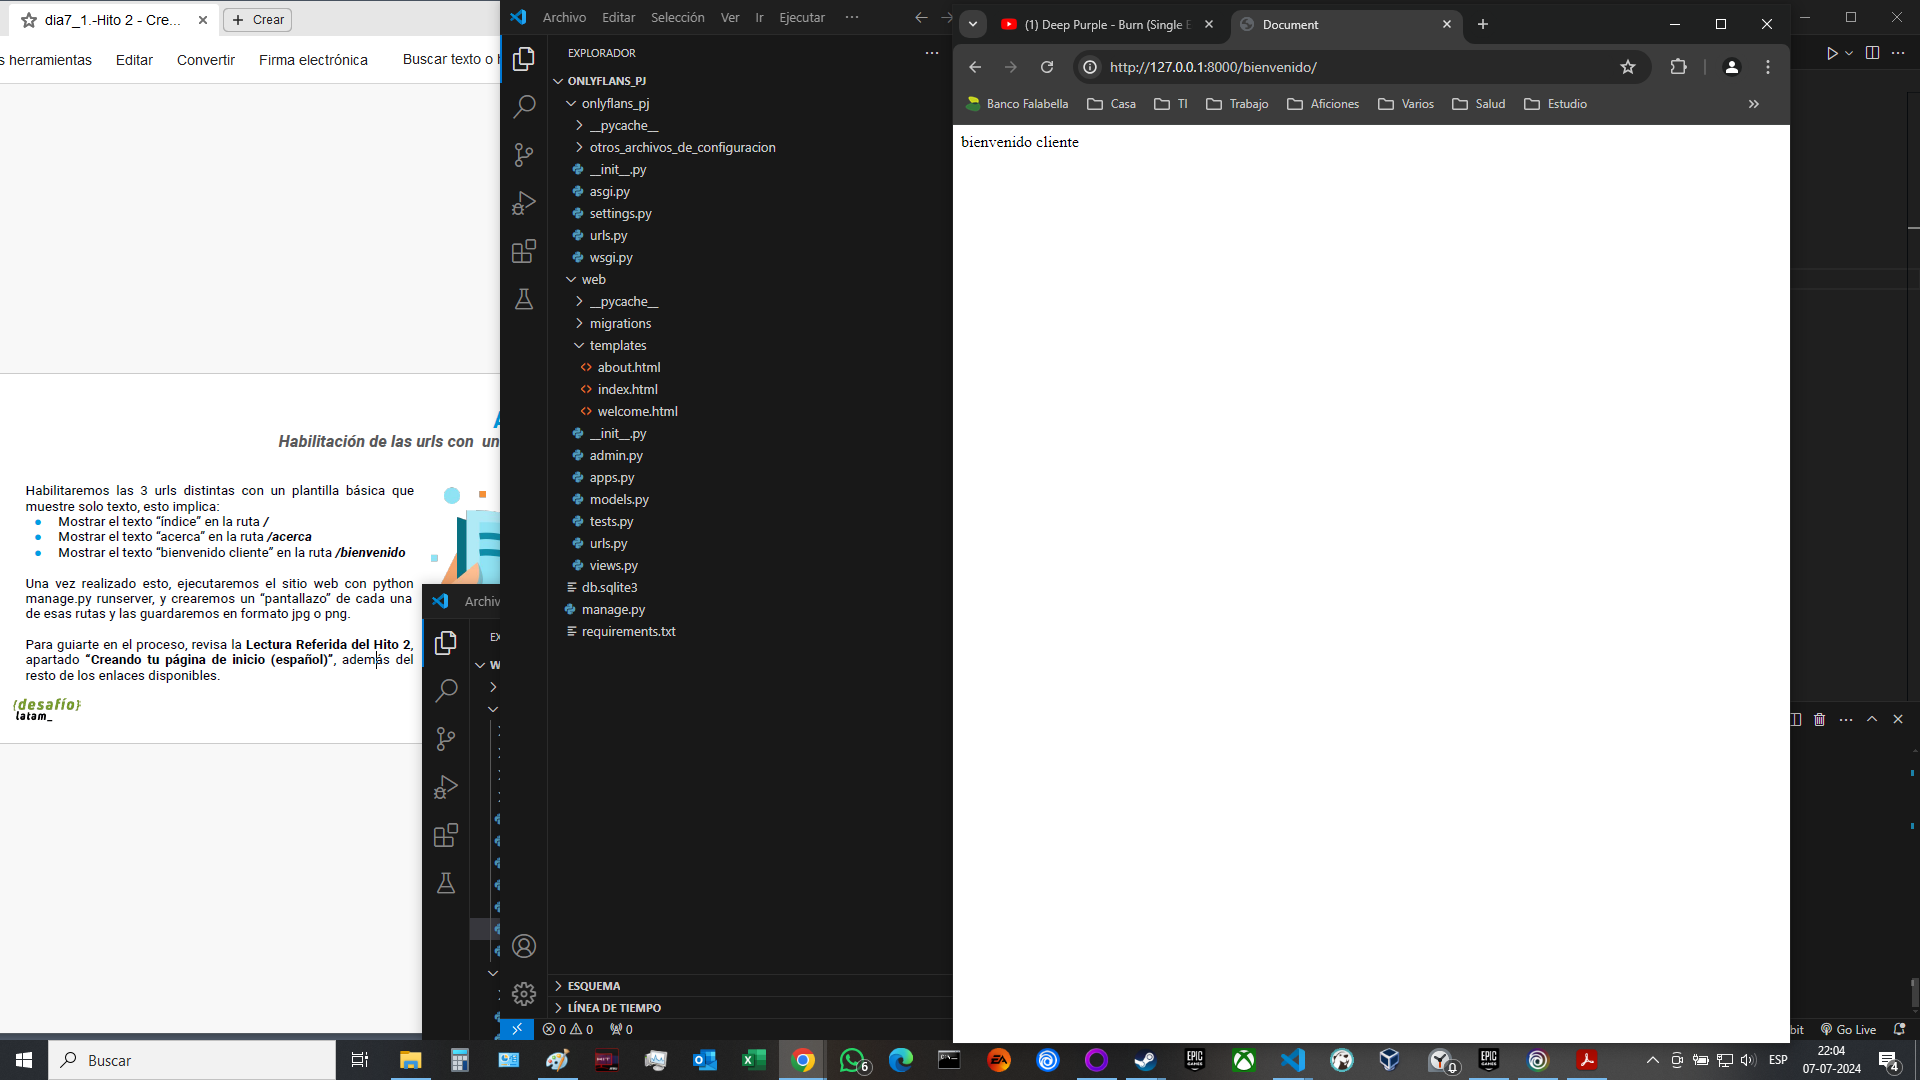 dia7_1.-Hito 2 - Cre...
Crear
s herramientas
Editar
Convertir
Firma electrónica
Buscar texto o
Habilitación de las urls con un
Habilitaremos las 3 urls distintas con un plantilla básica que
muestre solo texto, esto implica:
● Mostrar el texto “índice” en la ruta /
● Mostrar el texto “acerca” en la ruta /acerca
● Mostrar el texto “bienvenido cliente” en la ruta /bienvenido
Una vez realizado esto, ejecutaremos el sitio web con python
manage.py runserver, y crearemos un “pantallazo” de cada una
de esas rutas y las guardaremos en formato jpg o png.
Para guiarte en el proceso, revisa la Lectura Referida del Hito 2,
apartado “Creando tu página de inicio (español)”, además del
resto de los enlaces disponibles.
{desafío}
latam_
Archiv
EX
W
Archivo
Editar
Selección
Ver
Ir
Ejecutar
EXPLORADOR
ONLYFLANS_PJ
onlyflans_pj
__pycache__
otros_archivos_de_configuracion
__init__.py
asgi.py
settings.py
urls.py
wsgi.py
web
__pycache__
migrations
templates
about.html
index.html
welcome.html
__init__.py
admin.py
apps.py
models.py
tests.py
urls.py
views.py
db.sqlite3
manage.py
requirements.txt
ESQUEMA
LÍNEA DE TIEMPO
0
0
0
(1) Deep Purple - Burn (Single E
Document
http://127.0.0.1:8000/bienvenido/
Banco Falabella
Casa
TI
Trabajo
Aficiones
Varios
Salud
Estudio
bienvenido cliente
bit
Go Live
Buscar
6
0
ESP
22:04
07-07-2024
4